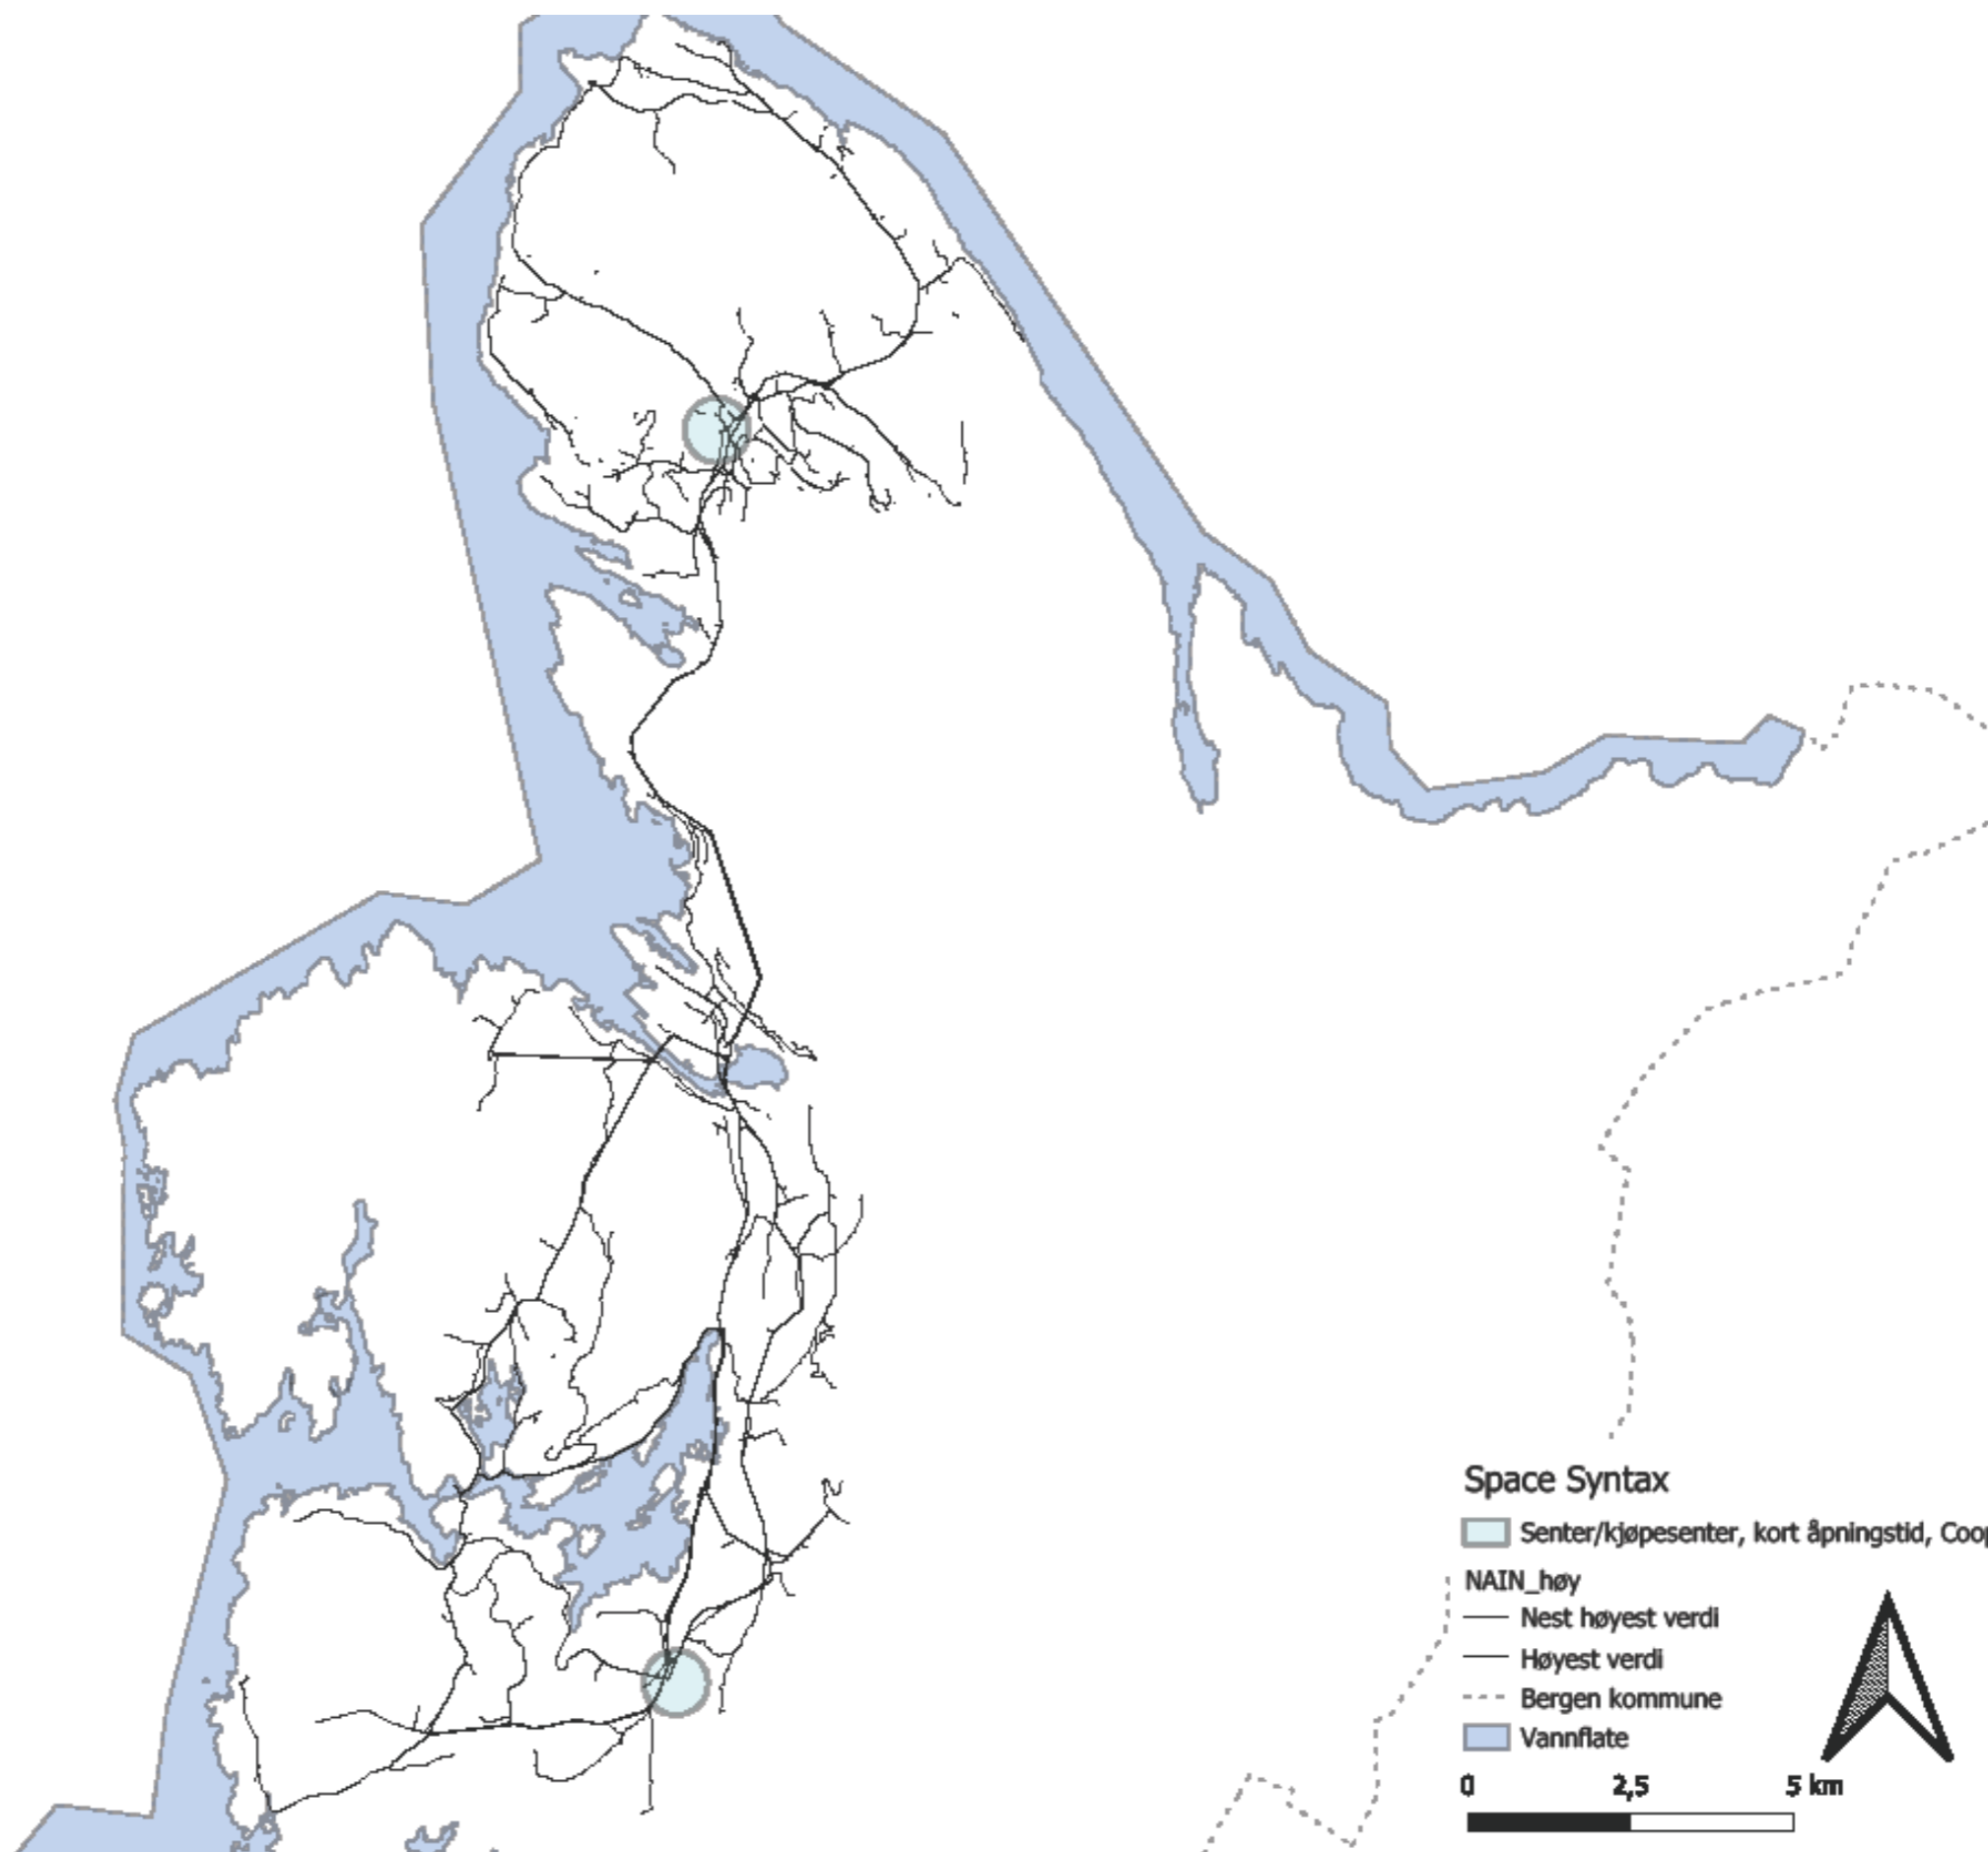 Space Syntax
Senter/kjøpesenter, kort åpningstid, Coop
NAIN_høy
Nest høyest verdi
Høyest verdi
Bergen kommune
Vannflate
0 2,5 5 km